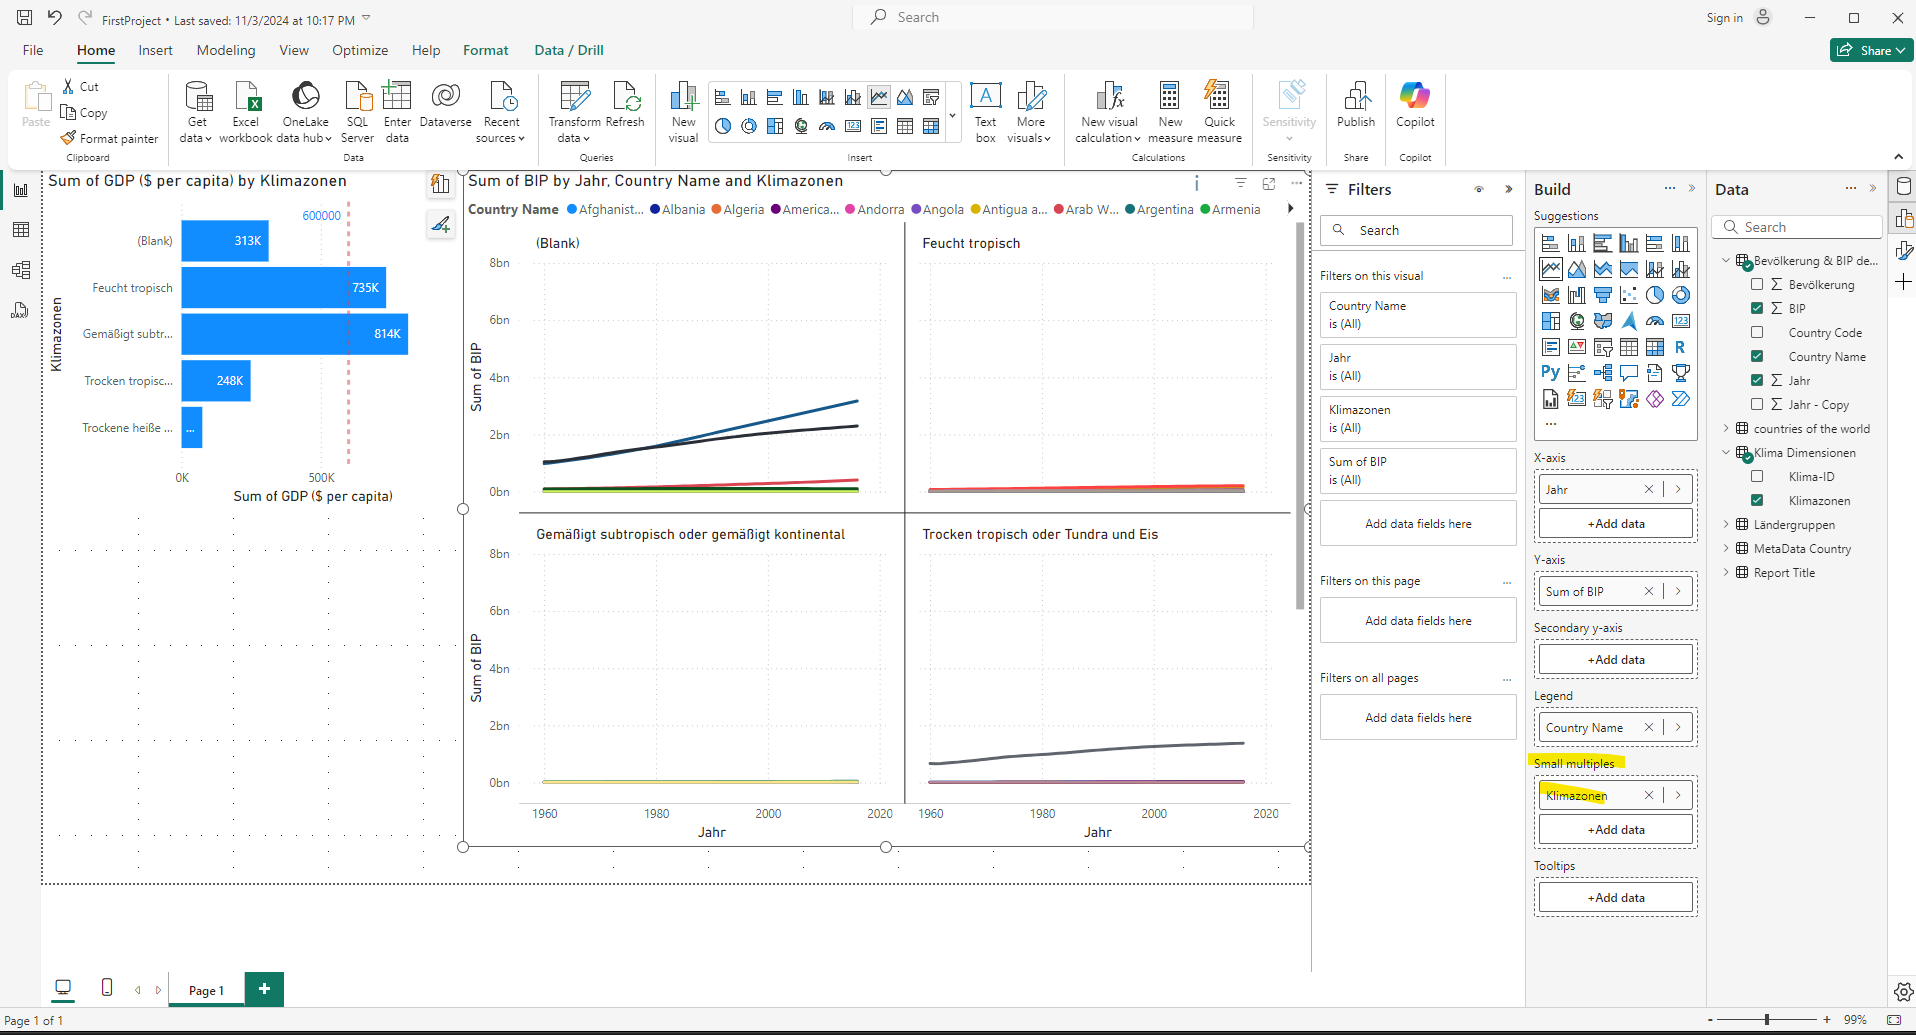 FirstProject • Last saved: 11/3/2024 at 10:17 PM
Search
Sign in
File
Home
Insert
Modeling
View
Optimize
Help
Format
Data / Drill
Share
Paste
Cut
Copy
Format painter
Clipboard
Get data
Excel workbook
OneLake data hub
SQL Server
Enter data
Dataverse
Recent sources
Data
Transform data
Refresh
Queries
New visual
Text box
More visuals
Insert
New visual calculation
New measure
Quick measure
Calculations
Sensitivity
Sensitivity
Publish
Share
Copilot
Copilot
Sum of GDP ($ per capita) by Klimazonen
600000
Klimazonen
(Blank)
313K
Feucht tropisch
735K
Gemäßigt subtr...
814K
Trocken tropisc...
248K
Trockene heiße ...
...
0K
500K
Sum of GDP ($ per capita)
Sum of BIP by Jahr, Country Name and Klimazonen
Country Name
Afghanist...
Albania
Algeria
America...
Andorra
Angola
Antigua a...
Arab W...
Argentina
Armenia
(Blank)
Feucht tropisch
Sum of BIP
8bn
6bn
4bn
2bn
0bn
Gemäßigt subtropisch oder gemäßigt kontinental
Trocken tropisch oder Tundra und Eis
Sum of BIP
8bn
6bn
4bn
2bn
0bn
1960
1980
2000
2020
1960
1980
2000
2020
Jahr
Jahr
Filters
Search
Filters on this visual
...
Country Name
is (All)
Jahr
is (All)
Klimazonen
is (All)
Sum of BIP
is (All)
Add data fields here
Filters on this page
...
Add data fields here
Filters on all pages
...
Add data fields here
Build
Suggestions
123
R
Py
123
...
X-axis
Jahr
+Add data
Y-axis
Sum of BIP
Secondary y-axis
+Add data
Legend
Country Name
Small multiples
Klimazonen
+Add data
Tooltips
+Add data
Data
Search
Bevölkerung & BIP de...
Bevölkerung
BIP
Country Code
Country Name
Jahr
Jahr - Copy
countries of the world
Klima Dimensionen
Klima-ID
Klimazonen
Ländergruppen
MetaData Country
Report Title
DAX
Page 1
Page 1 of 1
- + 99%